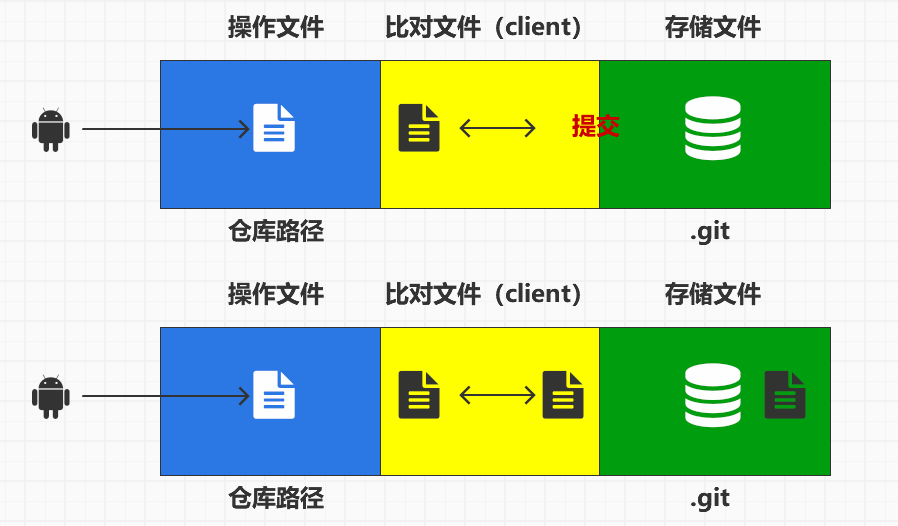 操作文件 比对文件（client） 存储文件
提交
仓库路径 .git
操作文件 比对文件（client） 存储文件
仓库路径 .git